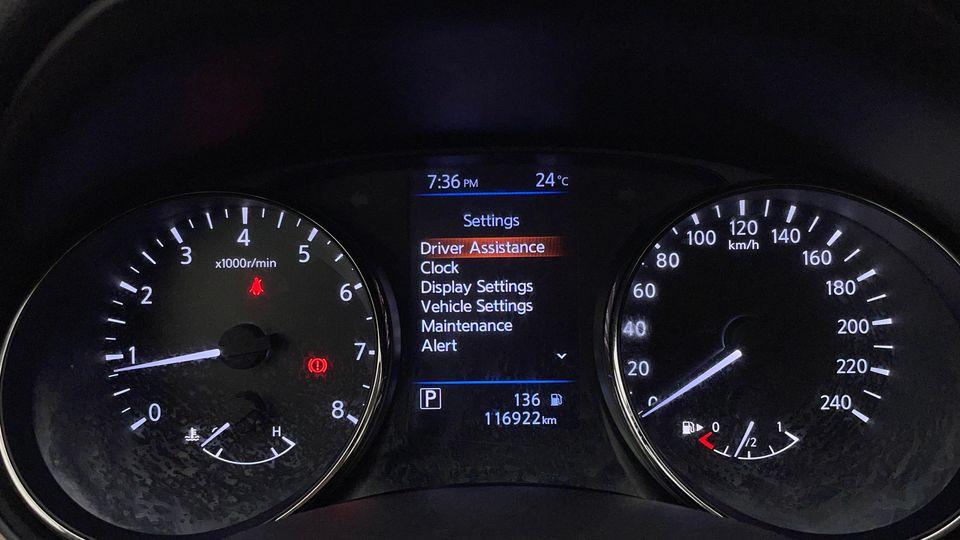 7:36 PM 24°C
Settings
Driver Assistance
Clock
Display Settings
Vehicle Settings
Maintenance
Alert
P 136
116922km
0 1 2 3 4 5 6 7 8
x1000r/min
H
0 20 40 60 80 100 120 140 160 180 200 220 240
km/h
0 1/2 1